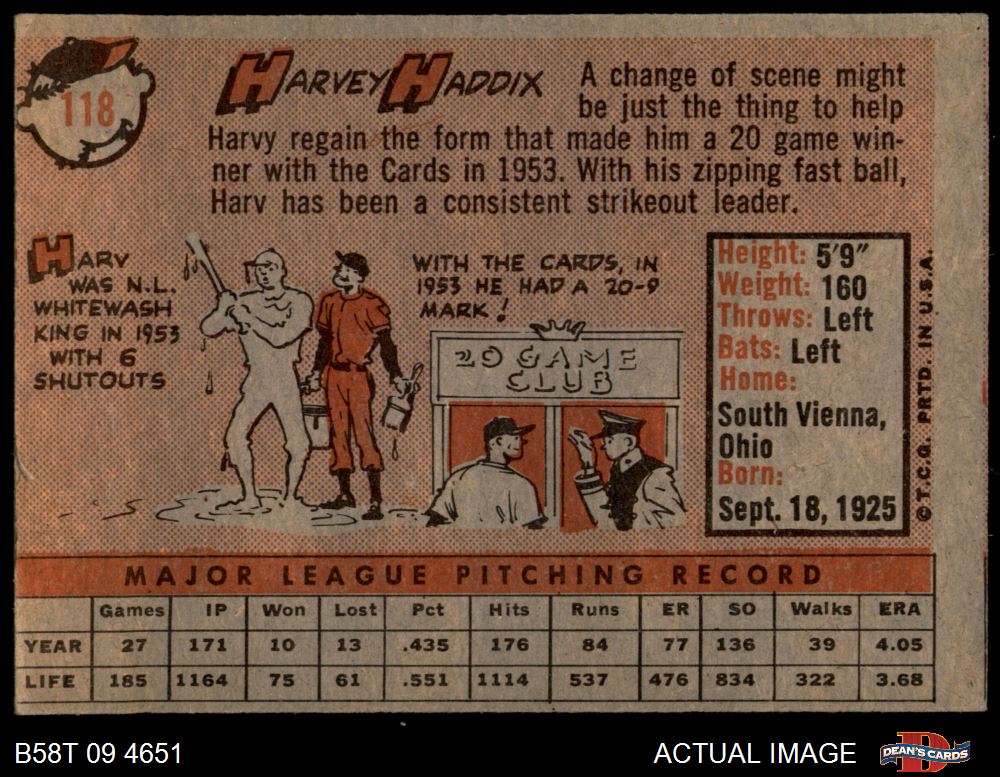 118
HARVEY HADDIX
A change of scene might
be just the thing to help
Harvy regain the form that made him a 20 game win-
ner with the Cards in 1953. With his zipping fast ball,
Harv has been a consistent strikeout leader.
HARV
WAS N.L.
WHITEWASH
KING IN 1953
WITH 6
SHUTOUTS
WITH THE CARDS, IN
1953 HE HAD A 20-9
MARK!
20 GAME
CLUB
Height: 5'9"
Weight: 160
Throws: Left
Bats: Left
Home:
South Vienna,
Ohio
Born:
Sept. 18, 1925
© T.C.G. PRTD. IN U.S.A.
MAJOR LEAGUE PITCHING RECORD
Games IP Won Lost Pct Hits Runs ER SO Walks ERA
YEAR 27 171 10 13 .435 176 84 77 136 39 4.05
LIFE 185 1164 75 61 .551 1114 537 476 834 322 3.68
B58T 09 4651
ACTUAL IMAGE
DEAN'S CARDS